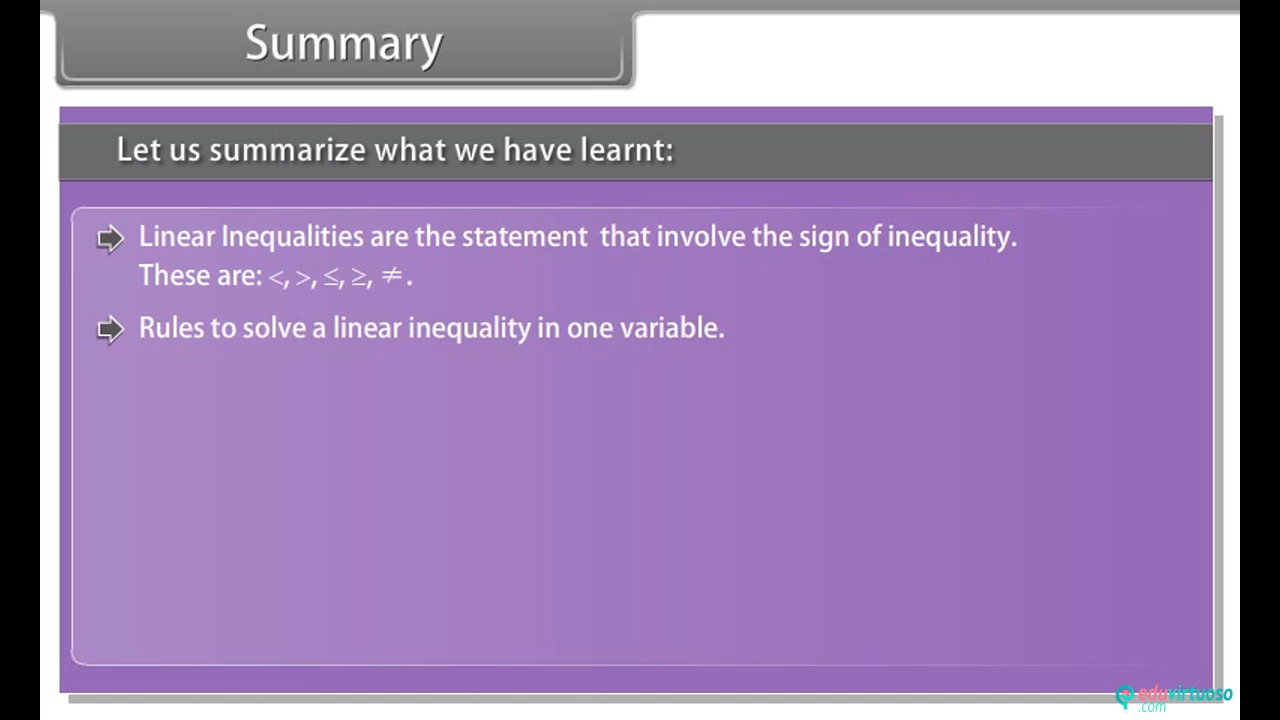 Summary
Let us summarize what we have learnt:
Linear Inequalities are the statement that involve the sign of inequality.
These are: <, >, ≤, ≥, ≠.
Rules to solve a linear inequality in one variable.
eduvirtuoso
.com